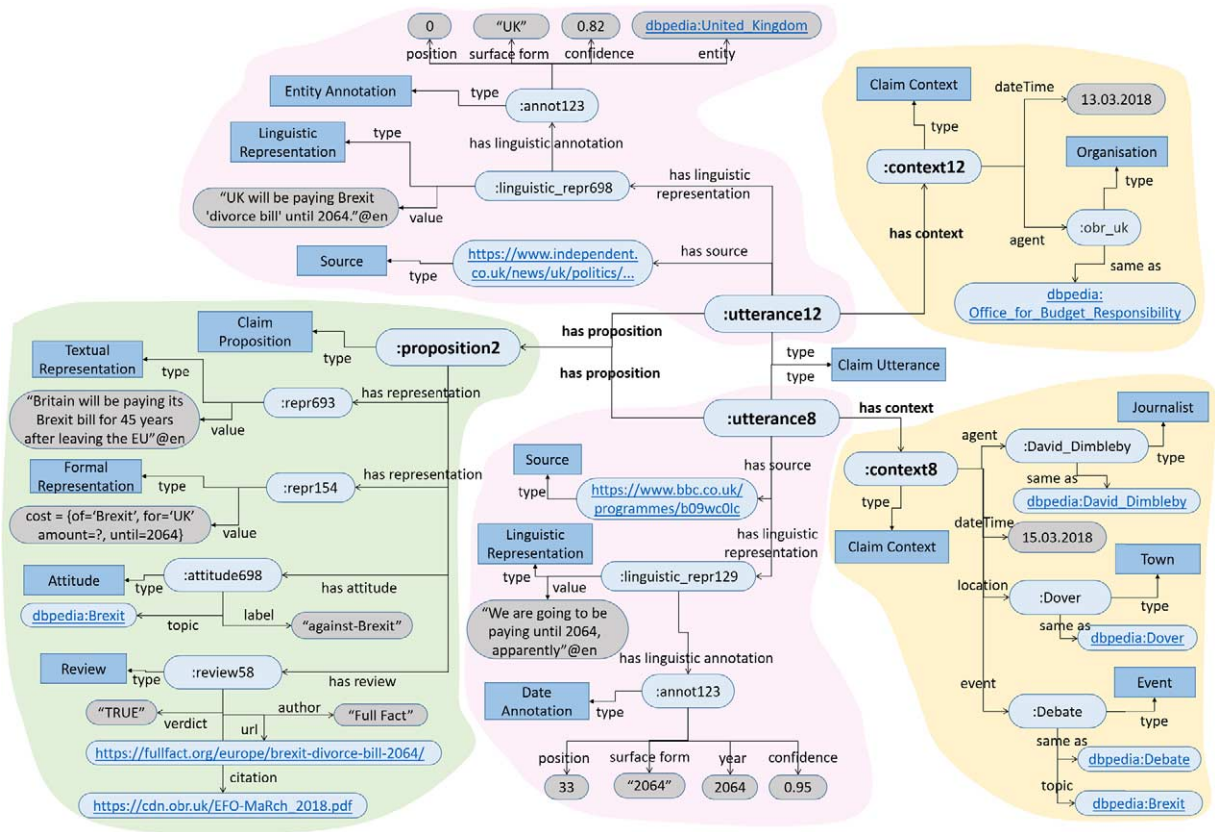 0
"UK"
0.82
dbpedia:United_Kingdom
position
surface form
confidence
entity
Entity Annotation
type
:annot123
Linguistic
Representation
type
has linguistic annotation
:linguistic_repr698
has linguistic
representation
"UK will be paying Brexit
'divorce bill' until 2064."@en
value
Source
type
https://www.independent.
co.uk/news/uk/politics/...
has source
:utterance12
Claim Context
type
dateTime
13.03.2018
:context12
Organisation
type
has context
agent
:obr_uk
same as
dbpedia:
Office_for_Budget_Responsibility
Claim
Proposition
type
has proposition
:proposition2
has proposition
type
type
Claim Utterance
Textual
Representation
type
:repr693
has representation
"Britain will be paying its
Brexit bill for 45 years
after leaving the EU"@en
value
Formal
Representation
type
:repr154
has representation
cost = {of='Brexit', for='UK'
amount=?, until=2064}
value
Attitude
type
:attitude698
has attitude
dbpedia:Brexit
topic
label
"against-Brexit"
Review
type
:review58
has review
"TRUE"
verdict
author
"Full Fact"
url
https://fullfact.org/europe/brexit-divorce-bill-2064/
citation
https://cdn.obr.uk/EFO-MaRch_2018.pdf
:utterance8
has context
Source
type
has source
https://www.bbc.co.uk/
programmes/b09wc0lc
has linguistic
representation
Linguistic
Representation
type
value
:linguistic_repr129
"We are going to be
paying until 2064,
apparently"@en
has linguistic annotation
Date
Annotation
type
:annot123
position
surface form
year
confidence
33
"2064"
2064
0.95
Journalist
agent
:David_Dimbleby
type
:context8
same as
dbpedia:David_Dimbleby
type
dateTime
15.03.2018
Claim Context
Town
location
:Dover
type
same as
dbpedia:Dover
event
Event
:Debate
type
same as
dbpedia:Debate
topic
dbpedia:Brexit